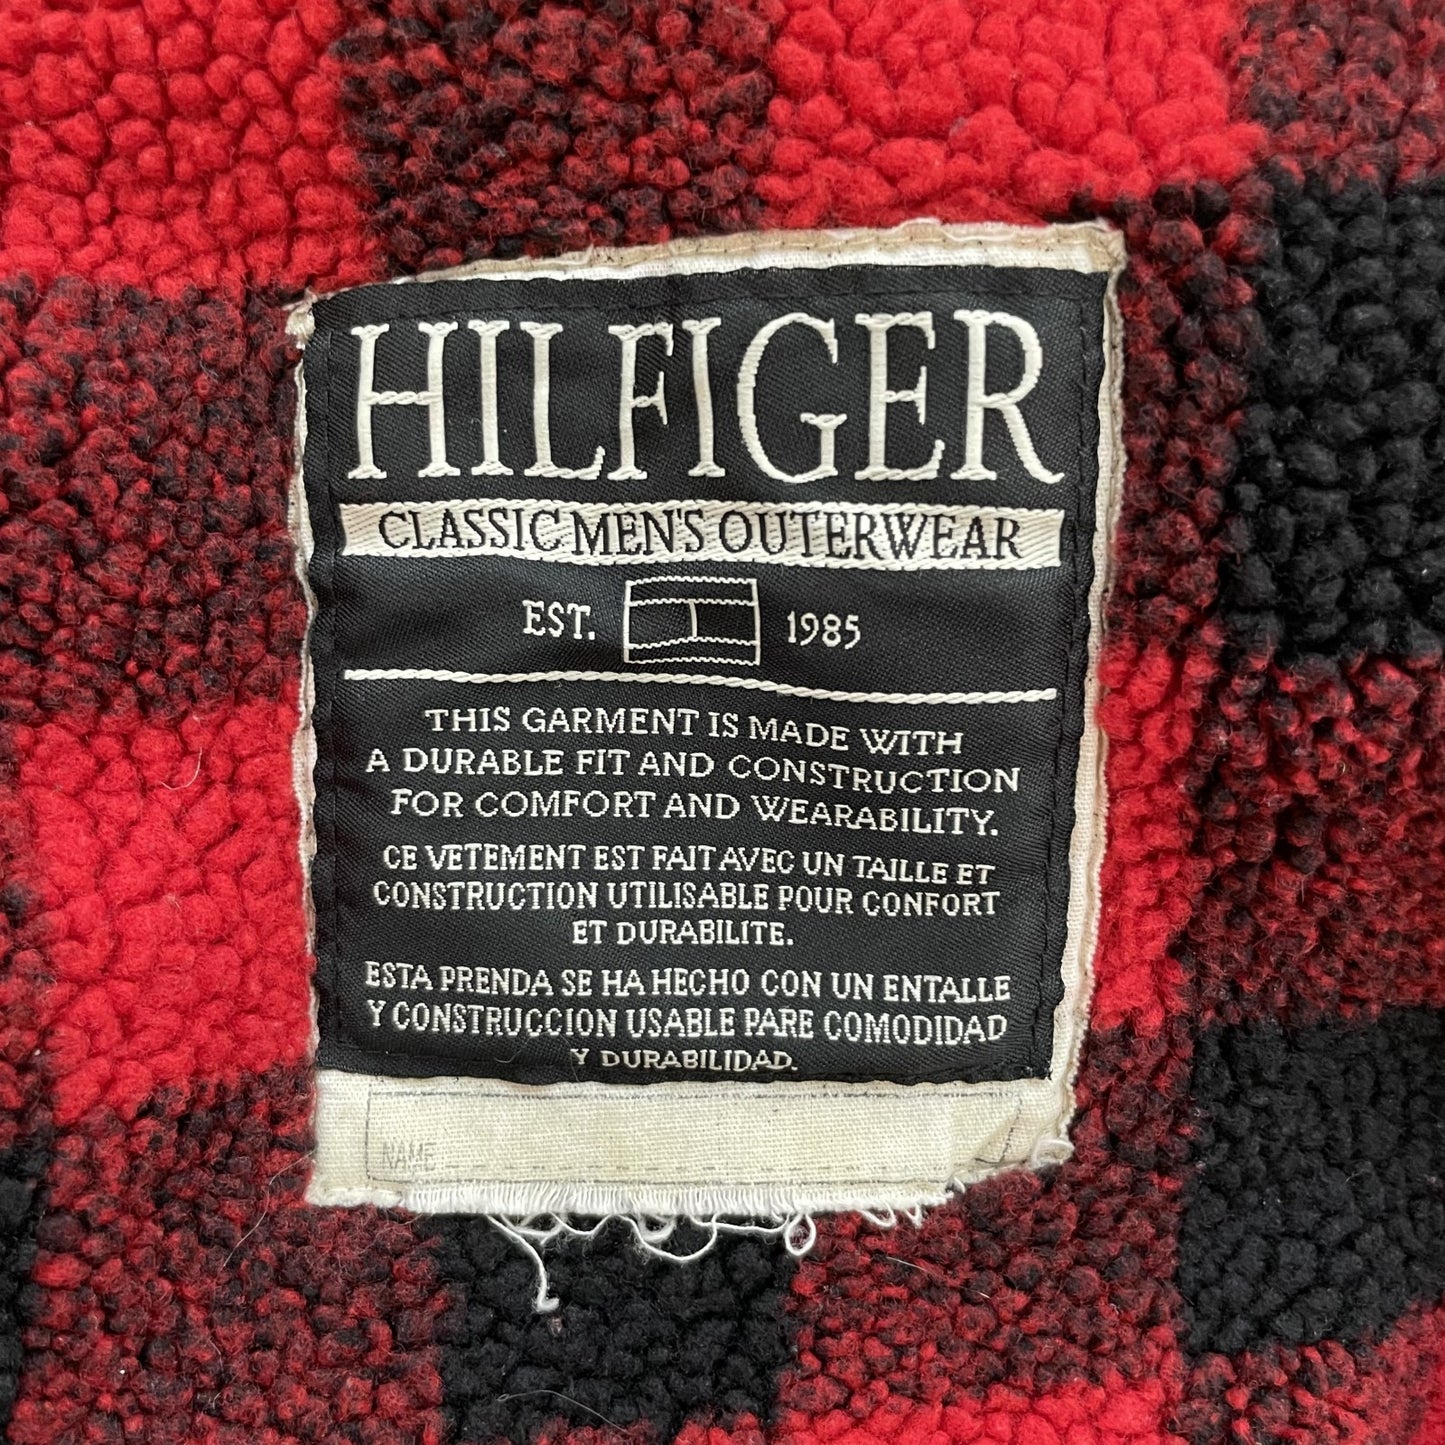 HILFIGER
CLASSIC MEN'S OUTERWEAR
EST. 1985
THIS GARMENT IS MADE WITH
A DURABLE FIT AND CONSTRUCTION
FOR COMFORT AND WEARABILITY.
CE VETEMENT EST FAIT AVEC UN TAILLE ET
CONSTRUCTION UTILISABLE POUR CONFORT
ET DURABILITE.
ESTA PRENDA SE HA HECHO CON UN ENTALLE
Y CONSTRUCCION USABLE PARE COMODIDAD
Y DURABILIDAD.
NAME